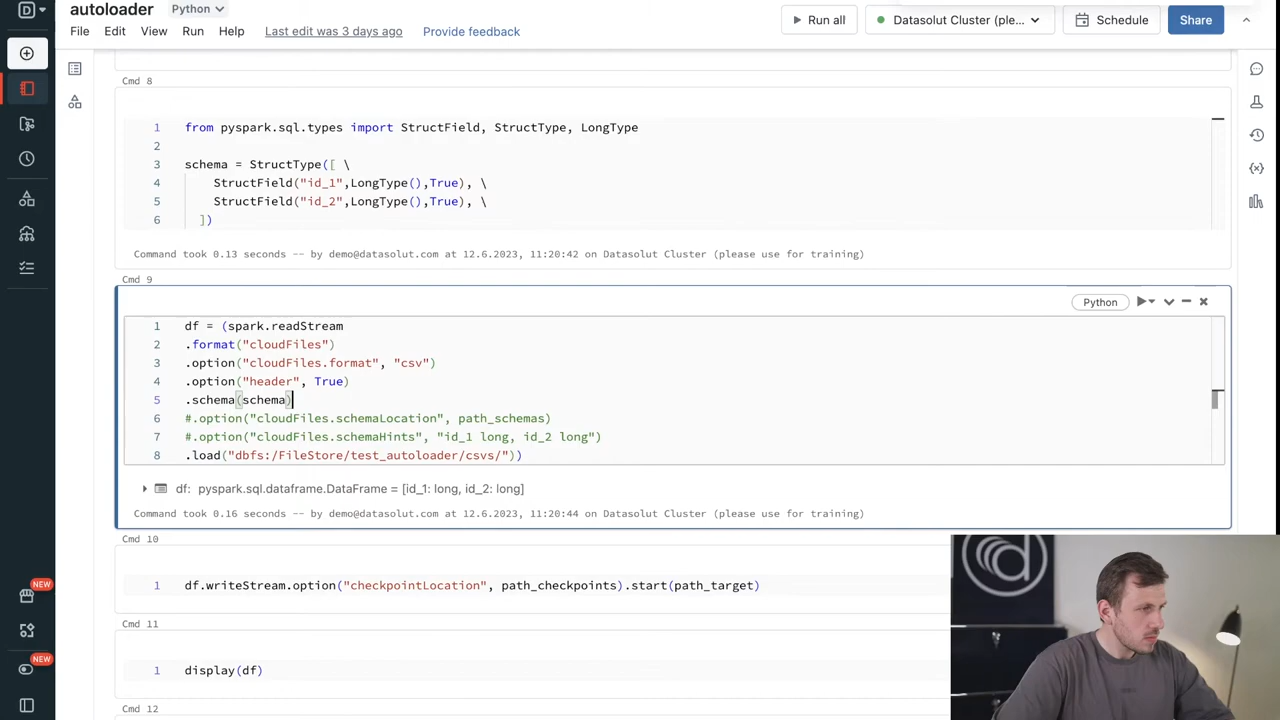 D
autoloader
Python
Run all
Datasolut Cluster (ple...
Schedule
Share
File Edit View Run Help Last edit was 3 days ago Provide feedback
Cmd 8
1 from pyspark.sql.types import StructField, StructType, LongType
2
3 schema = StructType([ \
4 StructField("id_1",LongType(),True), \
5 StructField("id_2",LongType(),True), \
6 ])
Command took 0.13 seconds -- by demo@datasolut.com at 12.6.2023, 11:20:42 on Datasolut Cluster (please use for training)
Cmd 9
Python
1 df = (spark.readStream
2 .format("cloudFiles")
3 .option("cloudFiles.format", "csv")
4 .option("header", True)
5 .schema(schema)
6 #.option("cloudFiles.schemaLocation", path_schemas)
7 #.option("cloudFiles.schemaHints", "id_1 long, id_2 long")
8 .load("dbfs:/FileStore/test_autoloader/csvs/"))
df: pyspark.sql.dataframe.DataFrame = [id_1: long, id_2: long]
Command took 0.16 seconds -- by demo@datasolut.com at 12.6.2023, 11:20:44 on Datasolut Cluster (please use for training)
Cmd 10
1 df.writeStream.option("checkpointLocation", path_checkpoints).start(path_target)
Cmd 11
1 display(df)
Cmd 12
NEW
NEW